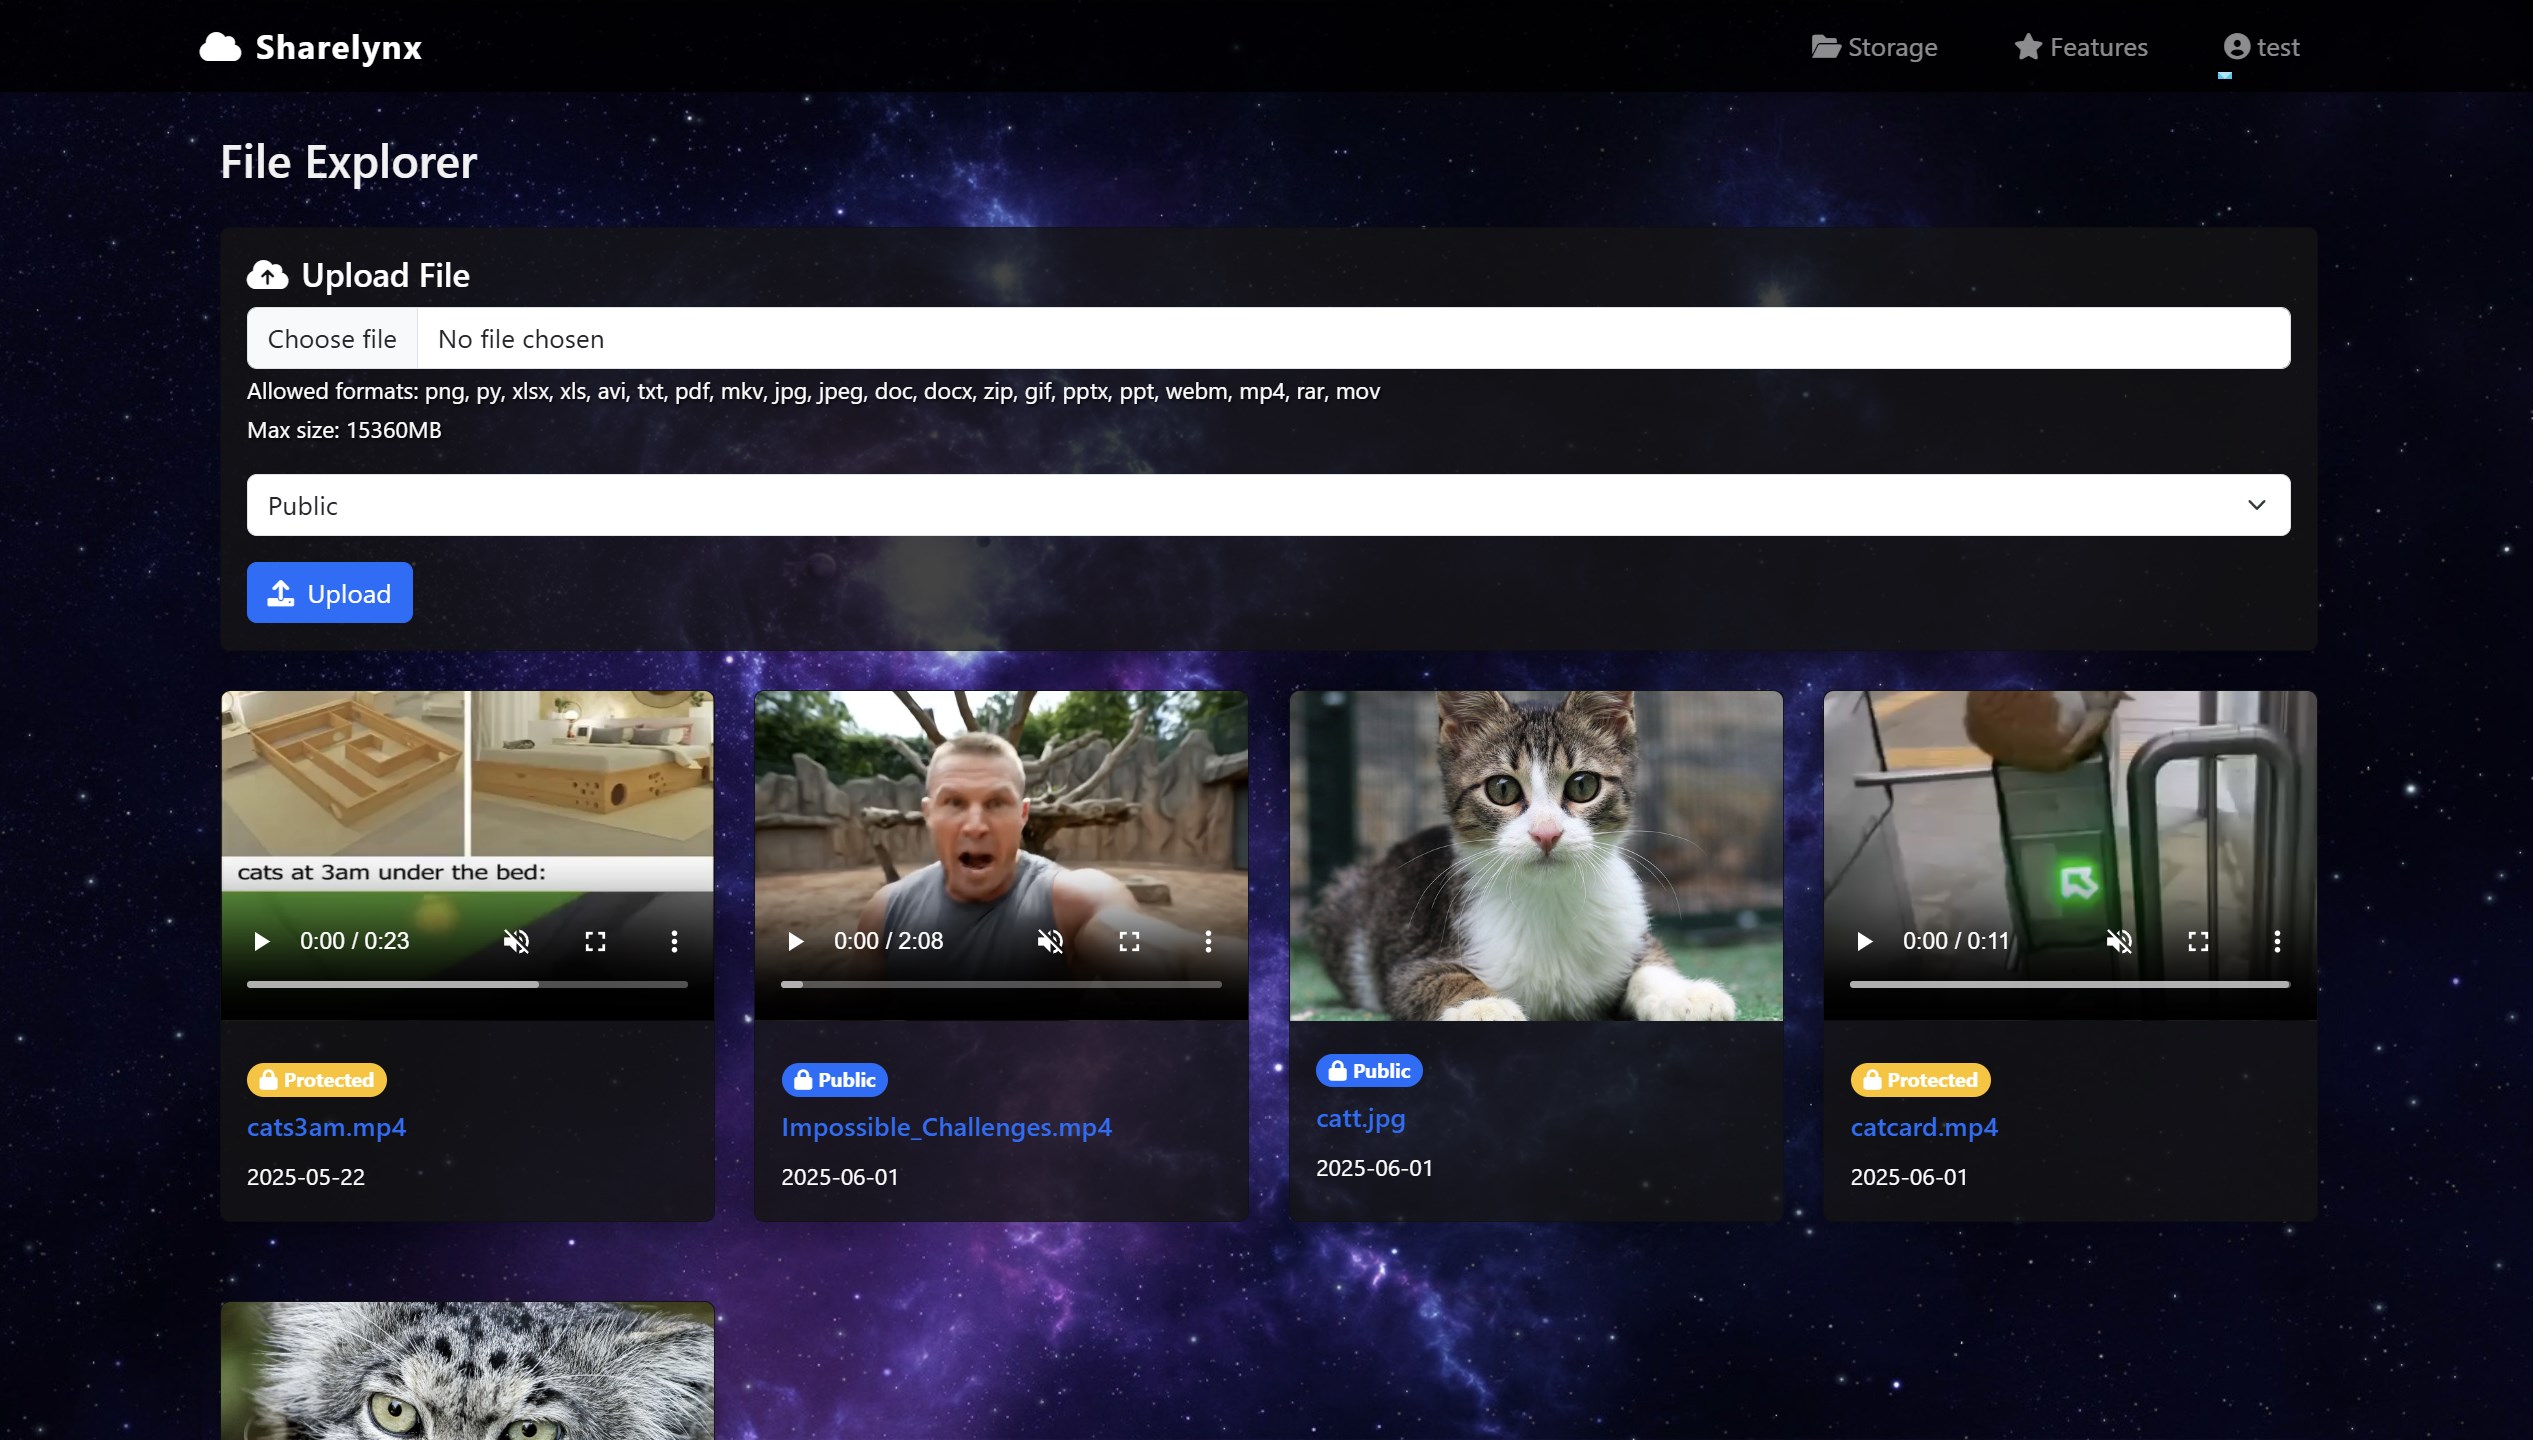 Sharelynx
Storage
Features
test
File Explorer
Upload File
Choose file
No file chosen
Allowed formats: png, py, xlsx, xls, avi, txt, pdf, mkv, jpg, jpeg, doc, docx, zip, gif, pptx, ppt, webm, mp4, rar, mov
Max size: 15360MB
Public
Upload
cats at 3am under the bed:
0:00 / 0:23
0:00 / 2:08
0:00 / 0:11
Protected
cats3am.mp4
2025-05-22
Public
Impossible_Challenges.mp4
2025-06-01
Public
catt.jpg
2025-06-01
Protected
catcard.mp4
2025-06-01